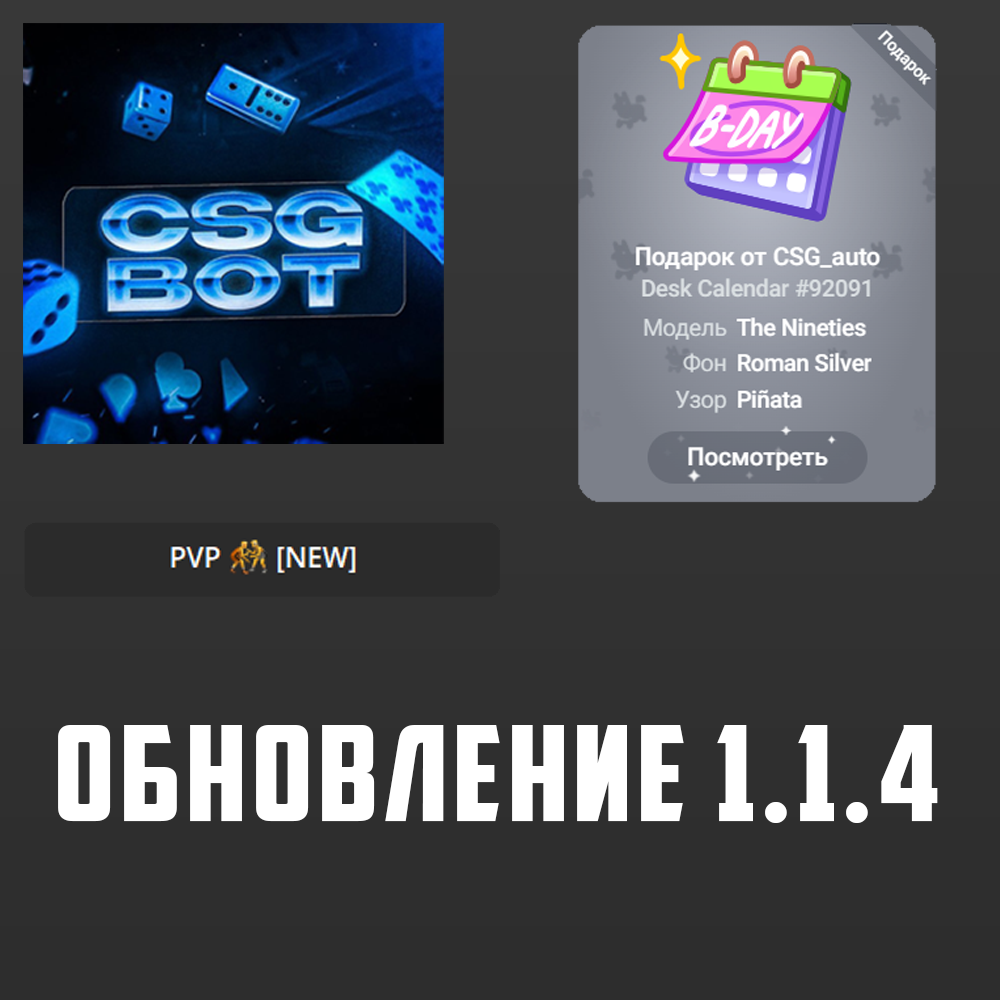 CSG
BOT
Подарок
B-DAY
Подарок от CSG_auto
Desk Calendar #92091
Модель The Nineties
Фон Roman Silver
Узор Piñata
Посмотреть
PVP 🤼 [NEW]
ОБНОВЛЕНИЕ 1.1.4